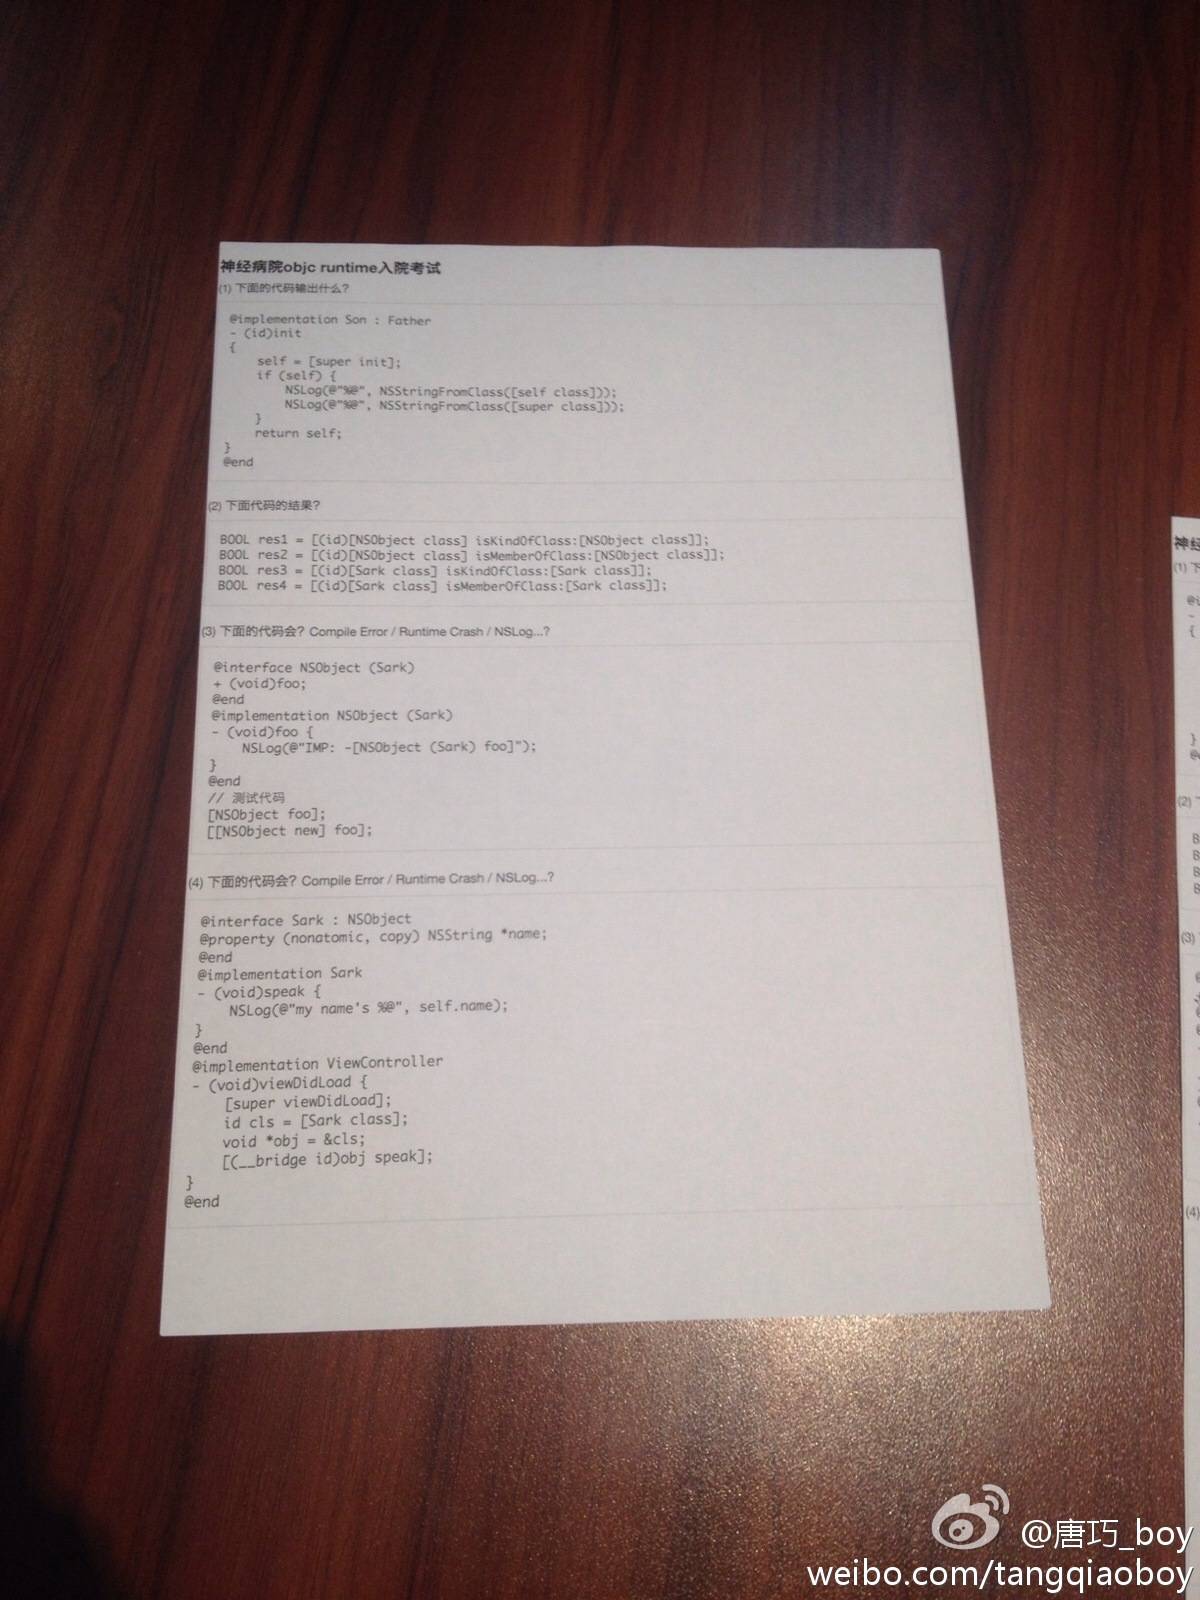 神经病院objc runtime入院考试
(1) 下面的代码输出什么?
@implementation Son : Father
- (id)init
{
self = [super init];
if (self) {
NSLog(@"%@", NSStringFromClass([self class]));
NSLog(@"%@", NSStringFromClass([super class]));
}
return self;
}
@end
(2) 下面代码的结果?
BOOL res1 = [(id)[NSObject class] isKindOfClass:[NSObject class]];
BOOL res2 = [(id)[NSObject class] isMemberOfClass:[NSObject class]];
BOOL res3 = [(id)[Sark class] isKindOfClass:[Sark class]];
BOOL res4 = [(id)[Sark class] isMemberOfClass:[Sark class]];
(3) 下面的代码会? Compile Error / Runtime Crash / NSLog...?
@interface NSObject (Sark)
+ (void)foo;
@end
@implementation NSObject (Sark)
- (void)foo {
NSLog(@"IMP: -[NSObject (Sark) foo]");
}
@end
// 测试代码
[NSObject foo];
[[NSObject new] foo];
(4) 下面的代码会? Compile Error / Runtime Crash / NSLog...?
@interface Sark : NSObject
@property (nonatomic, copy) NSString *name;
@end
@implementation Sark
- (void)speak {
NSLog(@"my name's %@", self.name);
}
@end
@implementation ViewController
- (void)viewDidLoad {
[super viewDidLoad];
id cls = [Sark class];
void *obj = &cls;
[(__bridge id)obj speak];
}
@end
神经
(1) 下
{
}
(2)
B
B
B
B
(3)
(4)
@唐巧_boy
weibo.com/tangqiaoboy